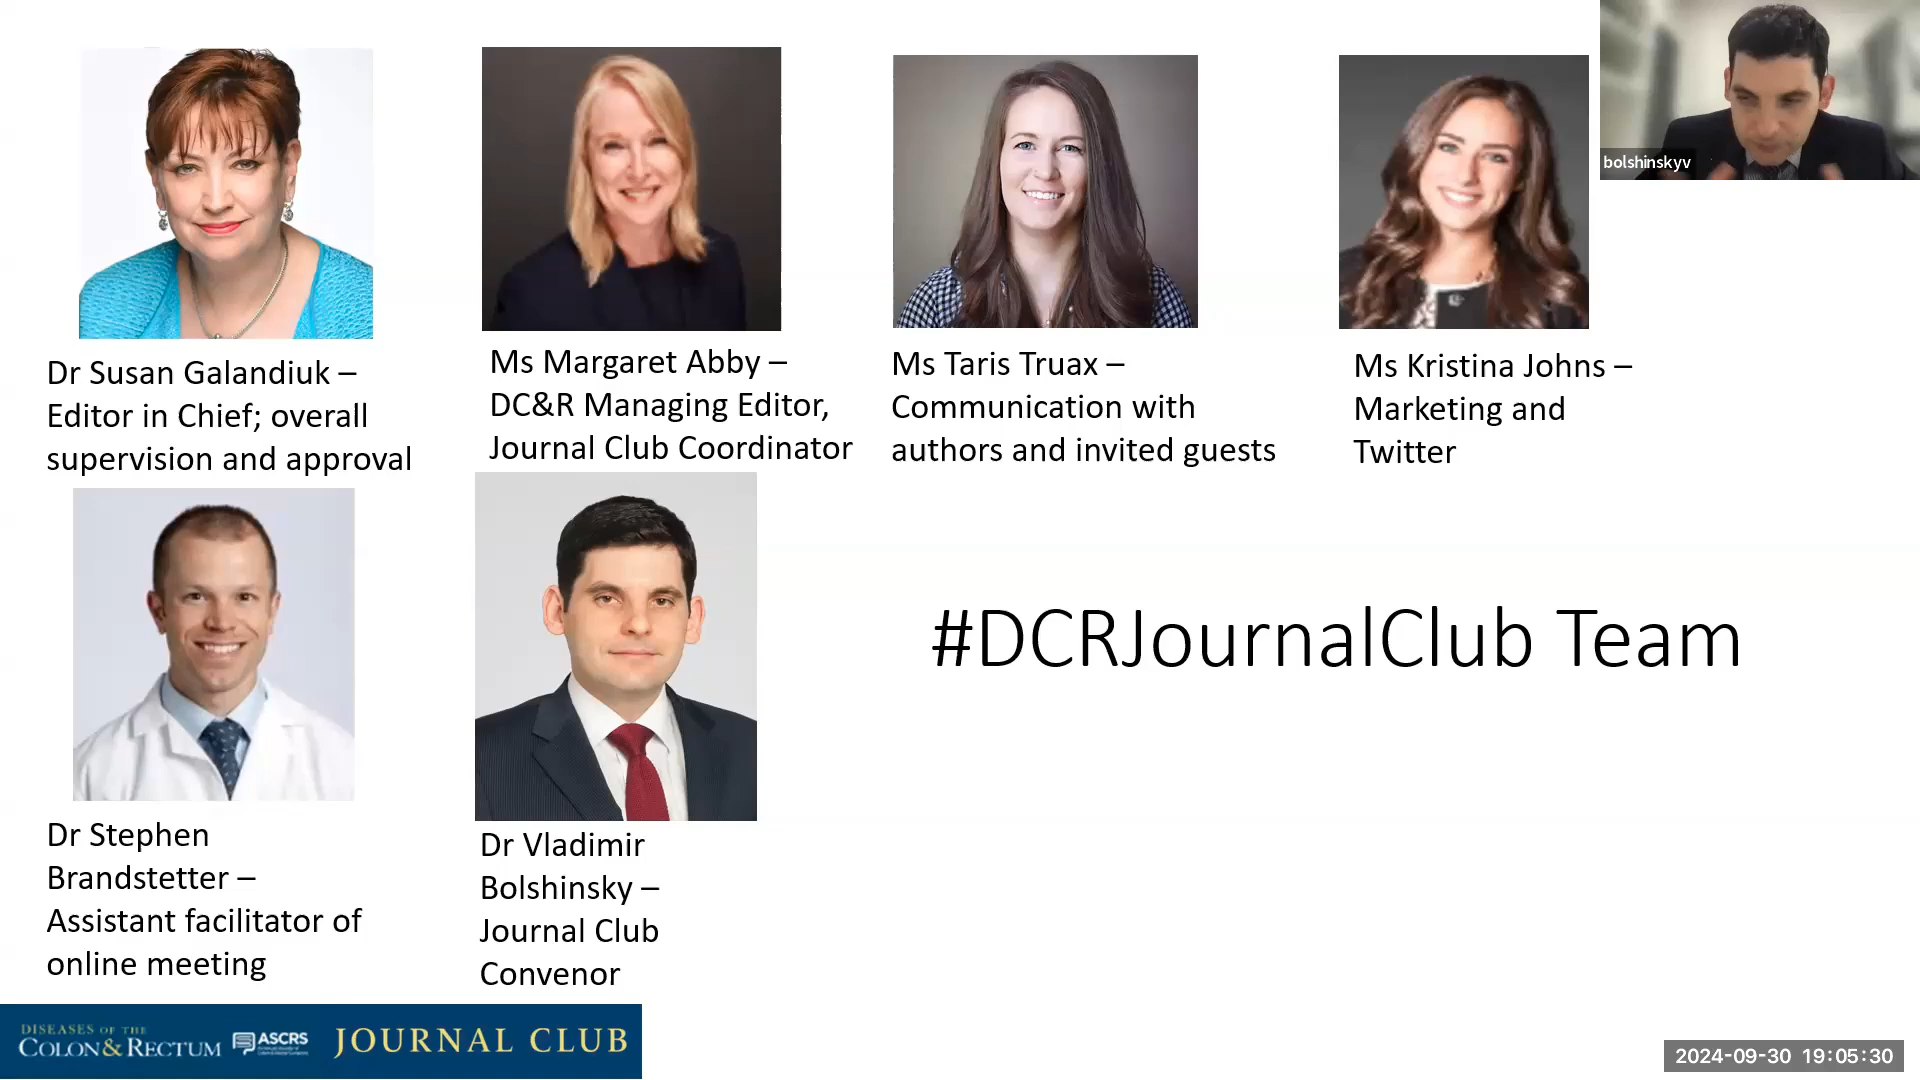 bolshinskyv
Dr Susan Galandiuk –
Editor in Chief; overall
supervision and approval
Ms Margaret Abby –
DC&R Managing Editor,
Journal Club Coordinator
Ms Taris Truax –
Communication with
authors and invited guests
Ms Kristina Johns –
Marketing and
Twitter
Dr Stephen
Brandstetter –
Assistant facilitator of
online meeting
Dr Vladimir
Bolshinsky –
Journal Club
Convenor
#DCRJournalClub Team
DISEASES OF THE
COLON&RECTUM
ASCRS
JOURNAL CLUB
2024-09-30 19:05:30